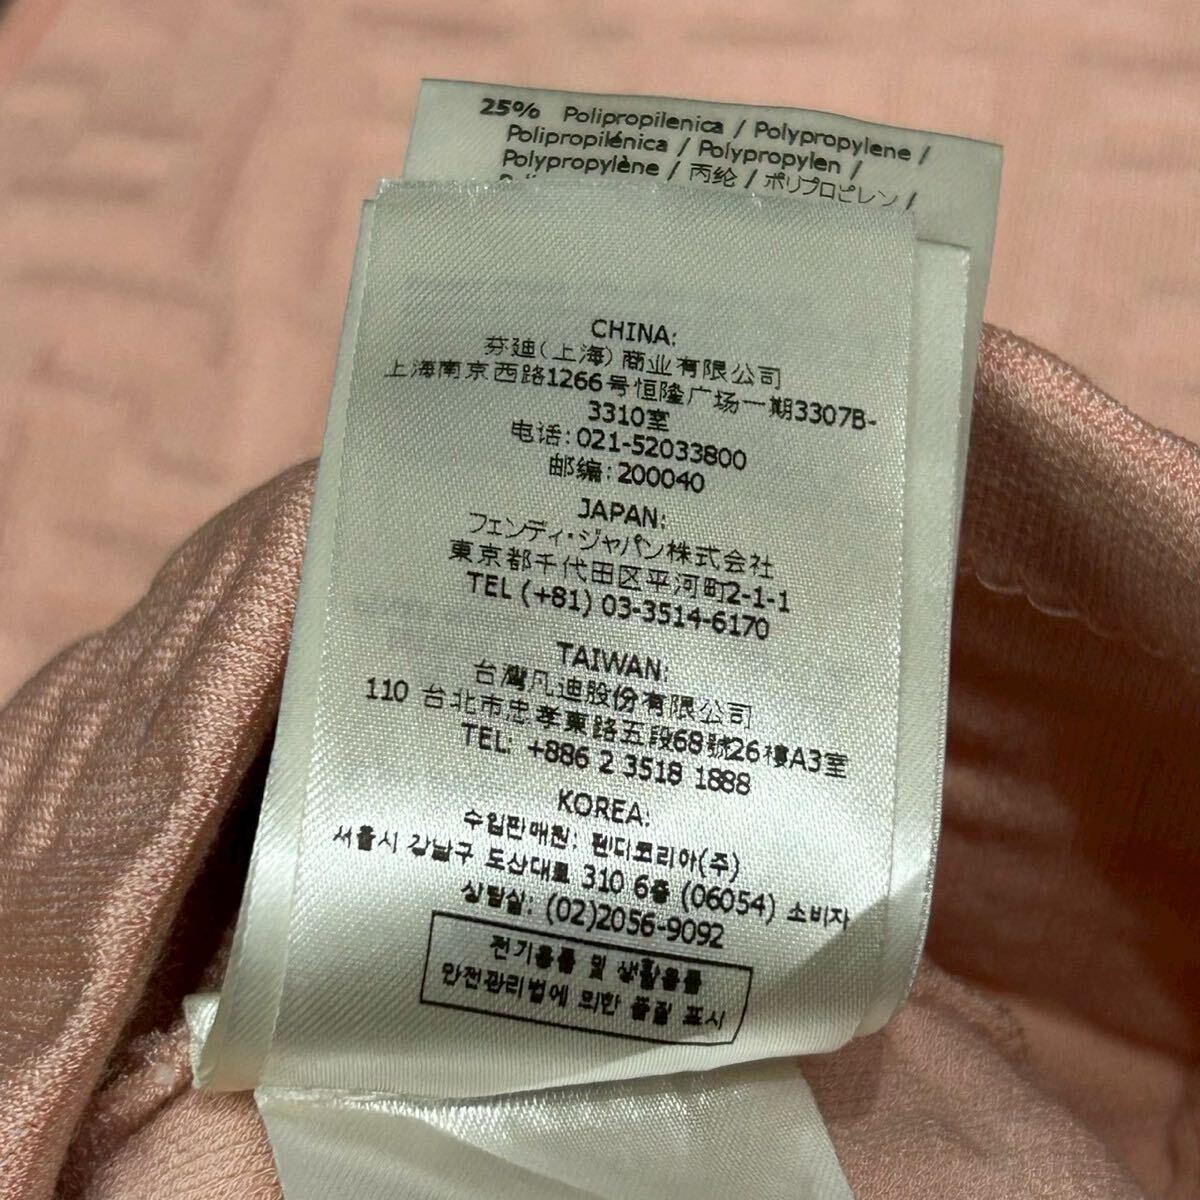 25% Polipropilenica / Polypropylene /
Polipropilénica / Polypropylen /
Polypropylène / 丙纶 / ポリプロピレン /
CHINA:
芬迪(上海)商业有限公司
上海南京西路1266号恒隆广场一期3307B-
3310室
电话:021-52033800
邮编:200040
JAPAN:
フェンディ・ジャパン株式会社
東京都千代田区平河町2-1-1
TEL (+81) 03-3514-6170
TAIWAN:
台灣凡迪股份有限公司
110 台北市忠孝東路五段68號26樓A3室
TEL: +886 2 3518 1888
KOREA:
수입판매원: 펜디코리아(주)
서울시 강남구 도산대로 310 6층 (06054) 소비자
상담실: (02)2056-9092
전기용품 및 생활용품
안전관리법에 의한 품질 표시